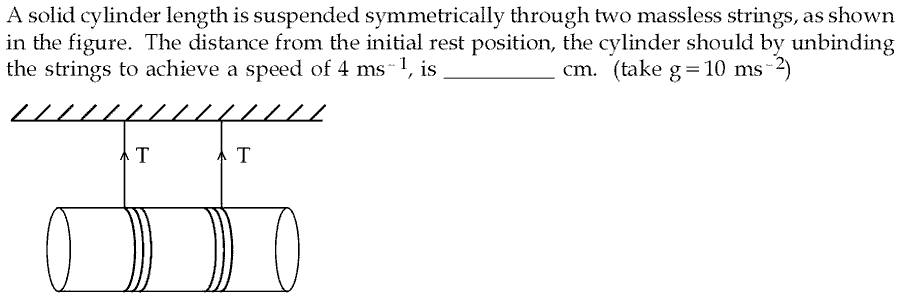 A solid cylinder length is suspended symmetrically through two massless strings, as shown
in the figure. The distance from the initial rest position, the cylinder should by unbinding
the strings to achieve a speed of 4 ms⁻¹, is __________ cm. (take g = 10 ms⁻²)
T T